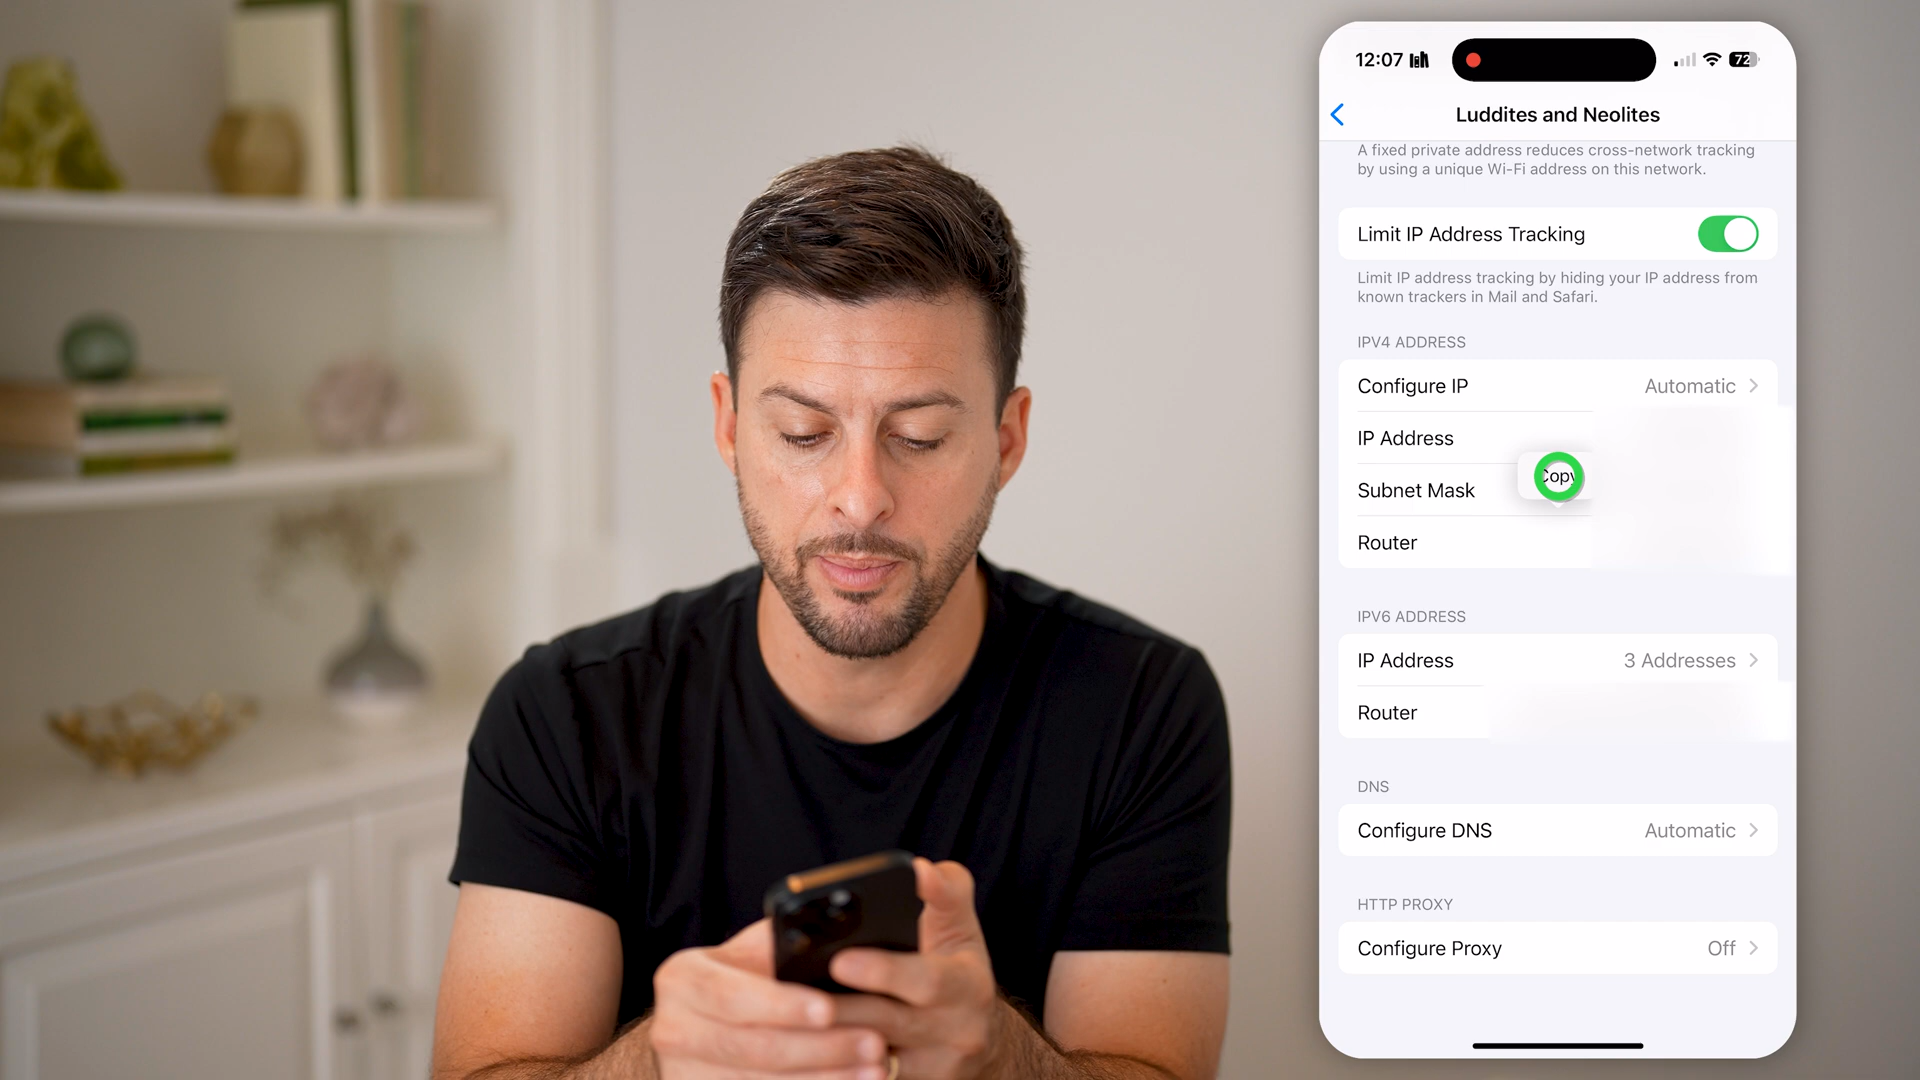 12:07
72
Luddites and Neolites
A fixed private address reduces cross-network tracking
by using a unique Wi-Fi address on this network.
Limit IP Address Tracking
Limit IP address tracking by hiding your IP address from
known trackers in Mail and Safari.
IPV4 ADDRESS
Configure IP Automatic
IP Address
Copy
Subnet Mask
Router
IPV6 ADDRESS
IP Address 3 Addresses
Router
DNS
Configure DNS Automatic
HTTP PROXY
Configure Proxy Off